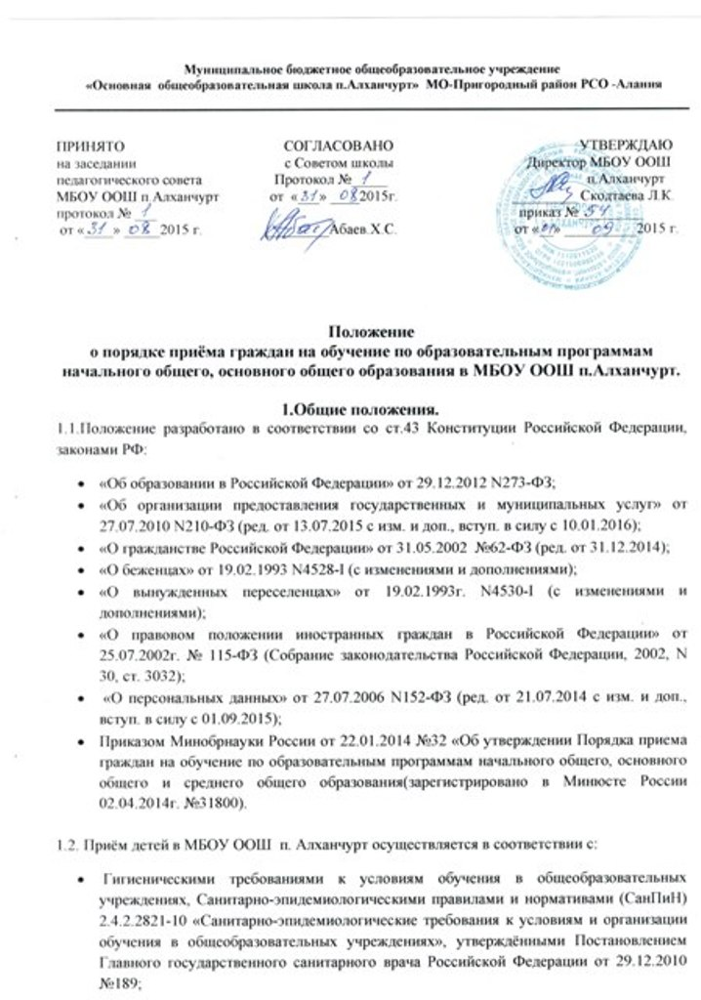 Муниципальное бюджетное общеобразовательное учреждение
«Основная общеобразовательная школа п.Алханчурт» МО-Пригородный район РСО -Алания
ПРИНЯТО
на заседании
педагогического совета
МБОУ ООШ п Алханчурт
протокол № 1
от «31» 08 2015 г.
СОГЛАСОВАНО
с Советом школы
Протокол № 1
от «31» 082015г.
Абаев.Х.С.
УТВЕРЖДАЮ
Директор МБОУ ООШ
п.Алханчурт
Скодтаева Л.К.
приказ № 54
от «01» 09 2015 г.
Положение
о порядке приёма граждан на обучение по образовательным программам
начального общего, основного общего образования в МБОУ ООШ п.Алханчурт.
1.Общие положения.
1.1.Положение разработано в соответствии со ст.43 Конституции Российской Федерации,
законами РФ:
• «Об образовании в Российской Федерации» от 29.12.2012 N273-ФЗ;
• «Об организации предоставления государственных и муниципальных услуг» от
27.07.2010 N210-ФЗ (ред. от 13.07.2015 с изм. и доп., вступ. в силу с 10.01.2016);
• «О гражданстве Российской Федерации» от 31.05.2002 №62-ФЗ (ред. от 31.12.2014);
• «О беженцах» от 19.02.1993 N4528-I (с изменениями и дополнениями);
• «О вынужденных переселенцах» от 19.02.1993г. N4530-I (с изменениями и
дополнениями);
• «О правовом положении иностранных граждан в Российской Федерации» от
25.07.2002г. № 115-ФЗ (Собрание законодательства Российской Федерации, 2002, N
30, ст. 3032);
• «О персональных данных» от 27.07.2006 N152-ФЗ (ред. от 21.07.2014 с изм. и доп.,
вступ. в силу с 01.09.2015);
• Приказом Минобрнауки России от 22.01.2014 №32 «Об утверждении Порядка приема
граждан на обучение по образовательным программам начального общего, основного
общего и среднего общего образования(зарегистрировано в Минюсте России
02.04.2014г. №31800).
1.2. Приём детей в МБОУ ООШ п. Алханчурт осуществляется в соответствии с:
• Гигиеническими требованиями к условиям обучения в общеобразовательных
учреждениях, Санитарно-эпидемиологическими правилами и нормативами (СанПиН)
2.4.2.2821-10 «Санитарно-эпидемиологические требования к условиям и организации
обучения в общеобразовательных учреждениях», утверждёнными Постановлением
Главного государственного санитарного врача Российской Федерации от 29.12.2010
№189;